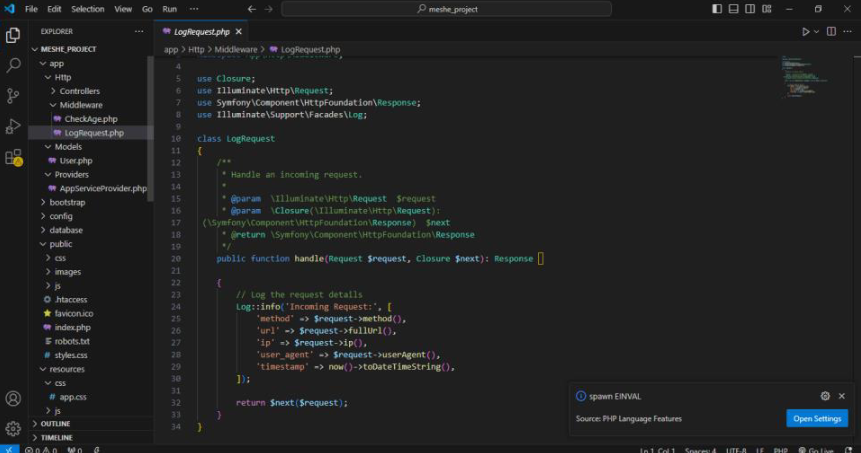 File Edit Selection View Go Run ··· meshe_project
EXPLORER ···
MESHE_PROJECT
app
Http
Controllers
Middleware
CheckAge.php
LogRequest.php
Models
User.php
Providers
AppServiceProvider.php
bootstrap
config
database
public
css
images
js
.htaccess
favicon.ico
index.php
robots.txt
styles.css
resources
css
app.css
js
OUTLINE
TIMELINE
LogRequest.php
app > Http > Middleware > LogRequest.php
4
5 use Closure;
6 use Illuminate\Http\Request;
7 use Symfony\Component\HttpFoundation\Response;
8 use Illuminate\Support\Facades\Log;
9
10 class LogRequest
11 {
12 /**
13 * Handle an incoming request.
14 *
15 * @param \Illuminate\Http\Request $request
16 * @param \Closure(\Illuminate\Http\Request):
17 (\Symfony\Component\HttpFoundation\Response) $next
18 * @return \Symfony\Component\HttpFoundation\Response
19 */
20 public function handle(Request $request, Closure $next): Response
21
22 {
23 // Log the request details
24 Log::info('Incoming Request:', [
25 'method' => $request->method(),
26 'url' => $request->fullUrl(),
27 'ip' => $request->ip(),
28 'user_agent' => $request->userAgent(),
29 'timestamp' => now()->toDateTimeString(),
30 ]);
31
32 return $next($request);
33 }
34 }
spawn EINVAL
Source: PHP Language Features
Open Settings
0 0 0 Ln 1, Col 1 Spaces: 4 UTF-8 LF PHP Go Live